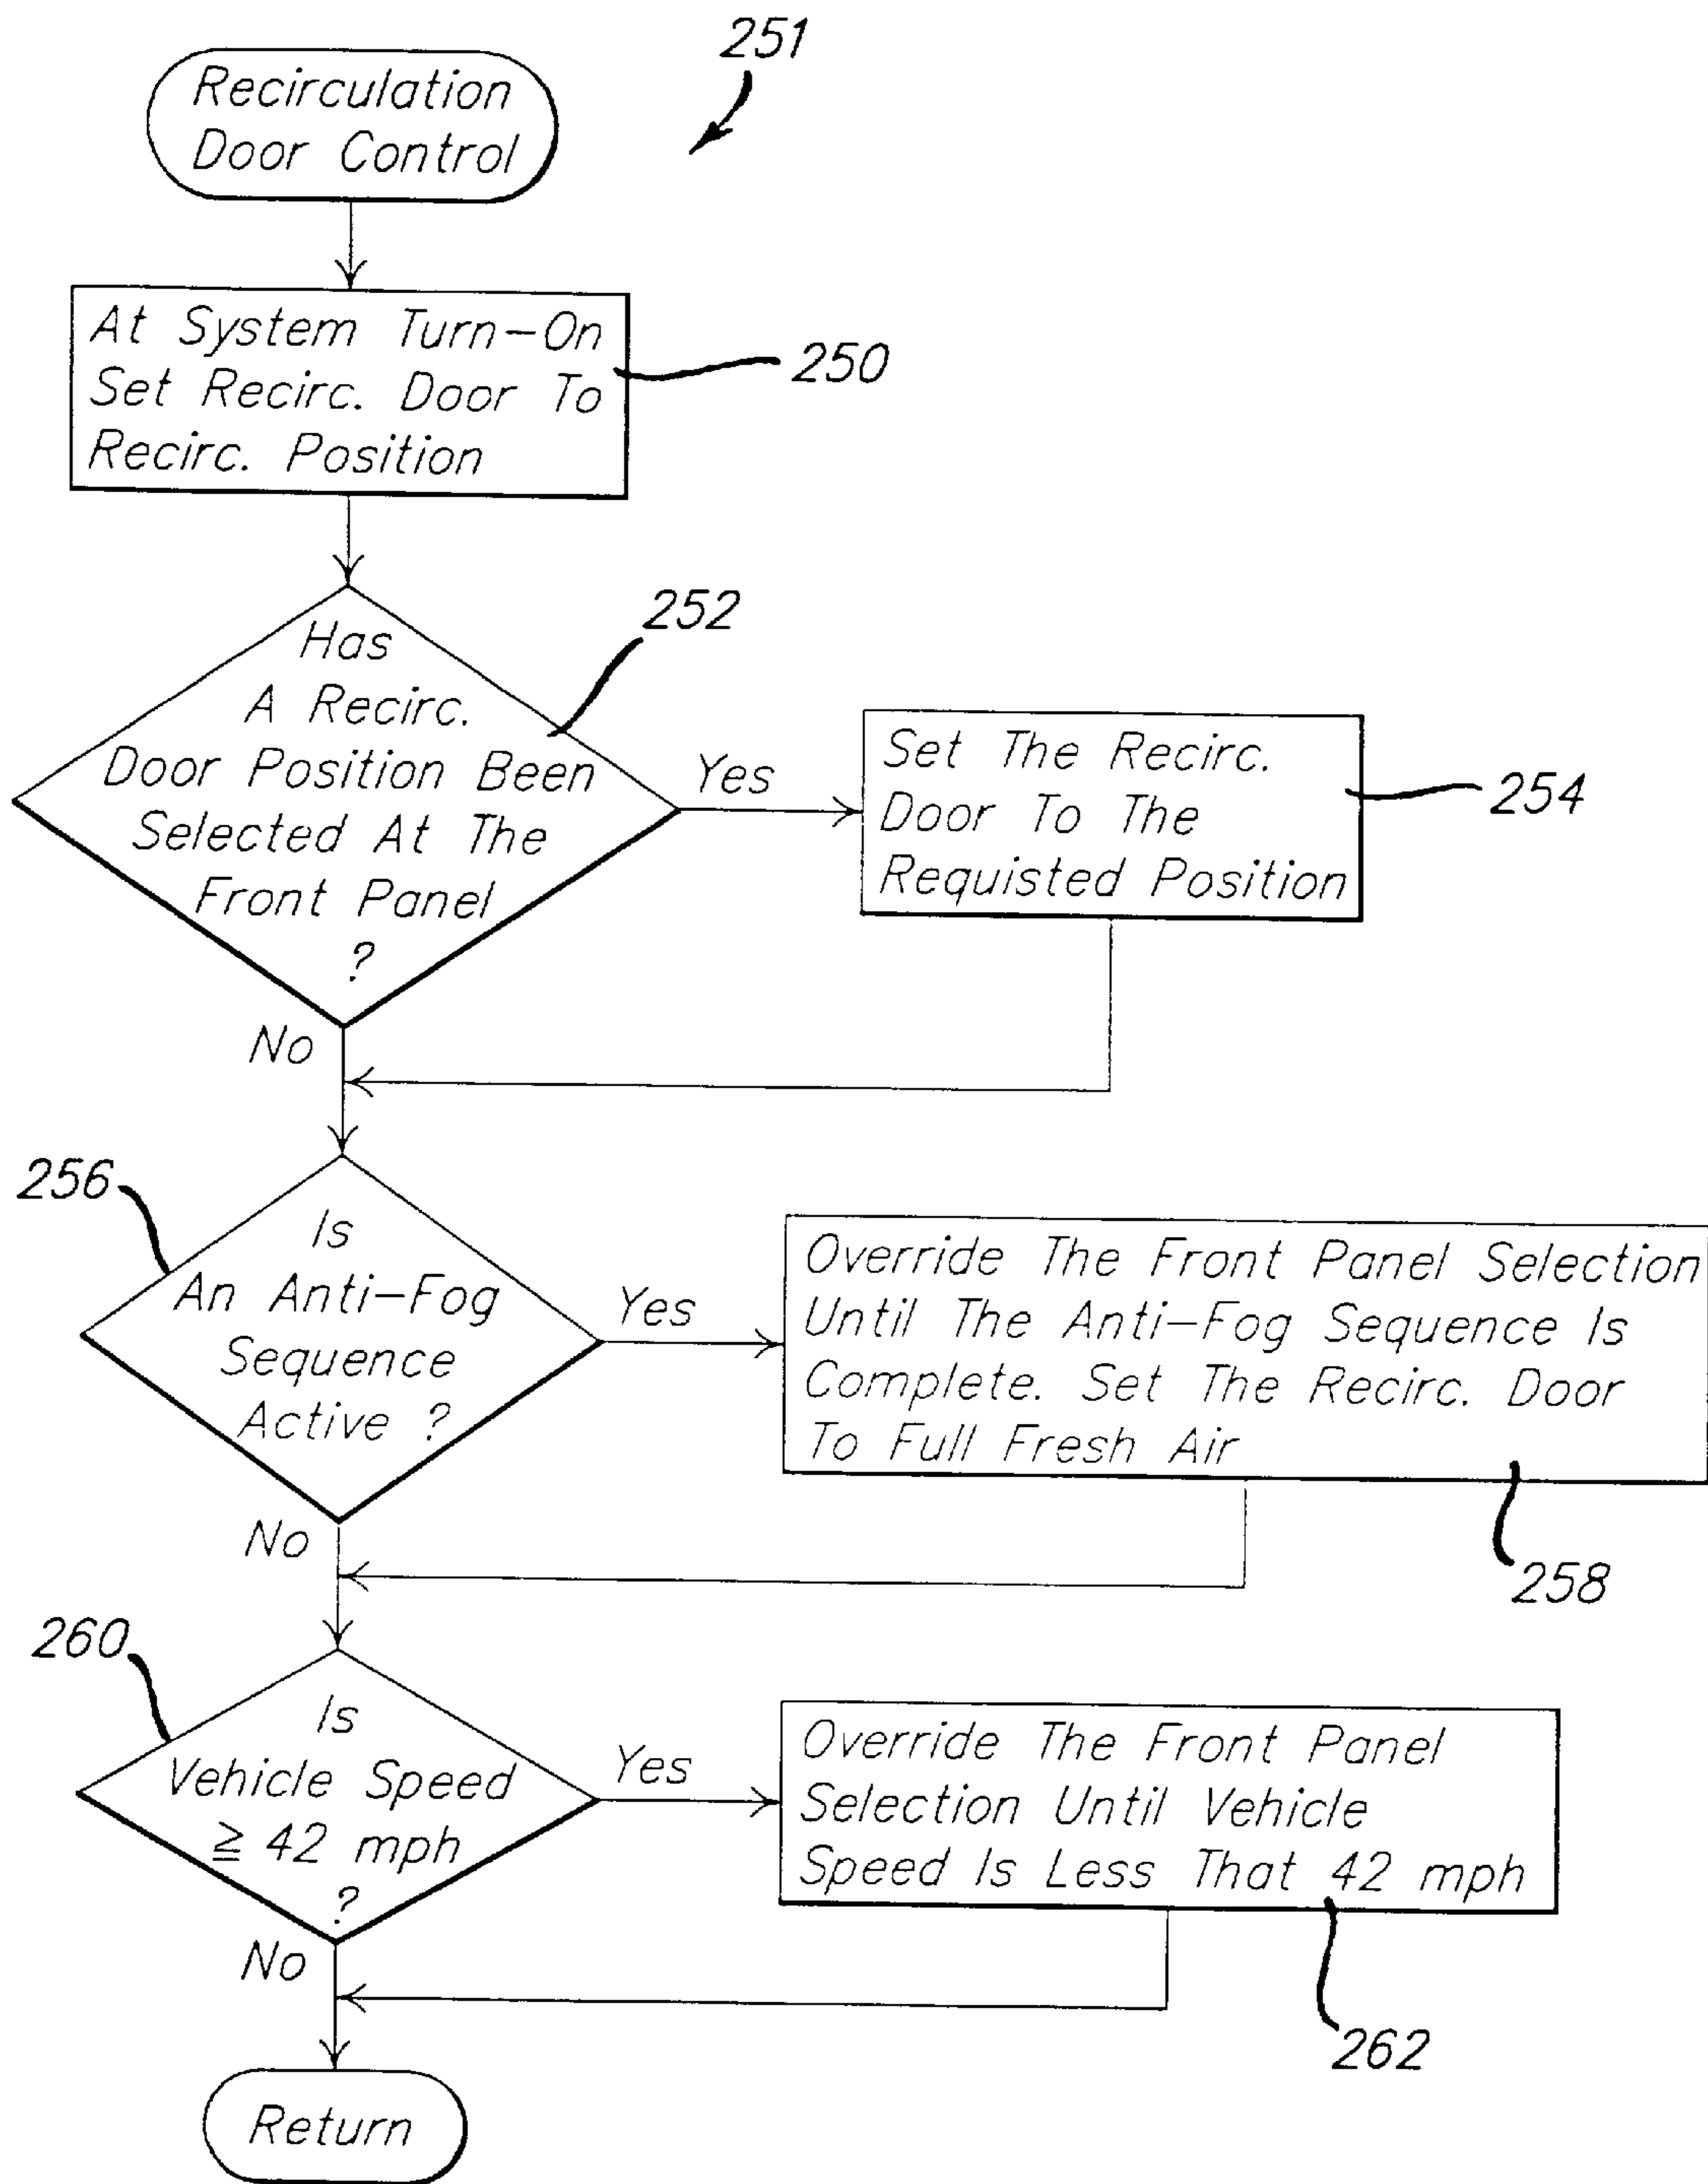 251
Recirculation
Door Control
At System Turn-On
Set Recirc. Door To
Recirc. Position
250
252
Has
A Recirc.
Door Position Been
Selected At The
Front Panel
?
Yes
Set The Recirc.
Door To The
Requisted Position
254
No
256
Is
An Anti-Fog
Sequence
Active ?
Yes
Override The Front Panel Selection
Until The Anti-Fog Sequence Is
Complete. Set The Recirc. Door
To Full Fresh Air
258
No
260
Is
Vehicle Speed
≧ 42 mph
?
Yes
Override The Front Panel
Selection Until Vehicle
Speed Is Less That 42 mph
262
No
Return